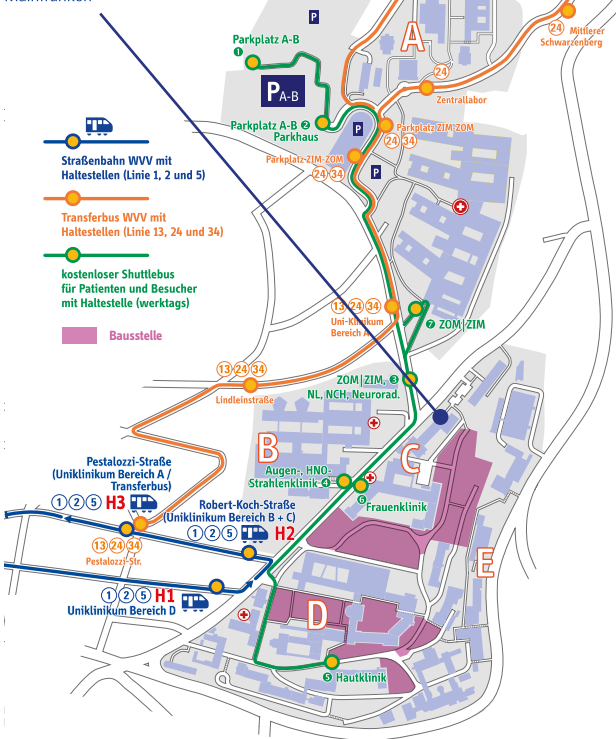 P
A
24
Mittlerer
Schwarzenberg
Parkplatz A-B
1
24
Zentrallabor
PA-B
Parkplatz A-B 2
Parkhaus
P
Parkplatz ZIM-ZOM
24 34
Parkplatz-ZIM-ZOM
24 34
P
Straßenbahn WVV mit
Haltestellen (Linie 1, 2 und 5)
Transferbus WVV mit
Haltestellen (Linie 13, 24 und 34)
kostenloser Shuttlebus
für Patienten und Besucher
mit Haltestelle (werktags)
Bausstelle
13 24 34
Uni-Klinikum
Bereich A
7 ZOM|ZIM
13 24 34
Lindleinstraße
ZOM|ZIM, 3
NL, NCH, Neurorad.
B
C
Augen-, HNO-
Strahlenklinik 4
6
Frauenklinik
Pestalozzi-Straße
(Uniklinikum Bereich A /
Transferbus)
1 2 5 H3
13 24 34
Pestalozzi-Str.
Robert-Koch-Straße
(Uniklinikum Bereich B + C)
1 2 5 H2
E
1 2 5 H1
Uniklinikum Bereich D
D
5 Hautklinik